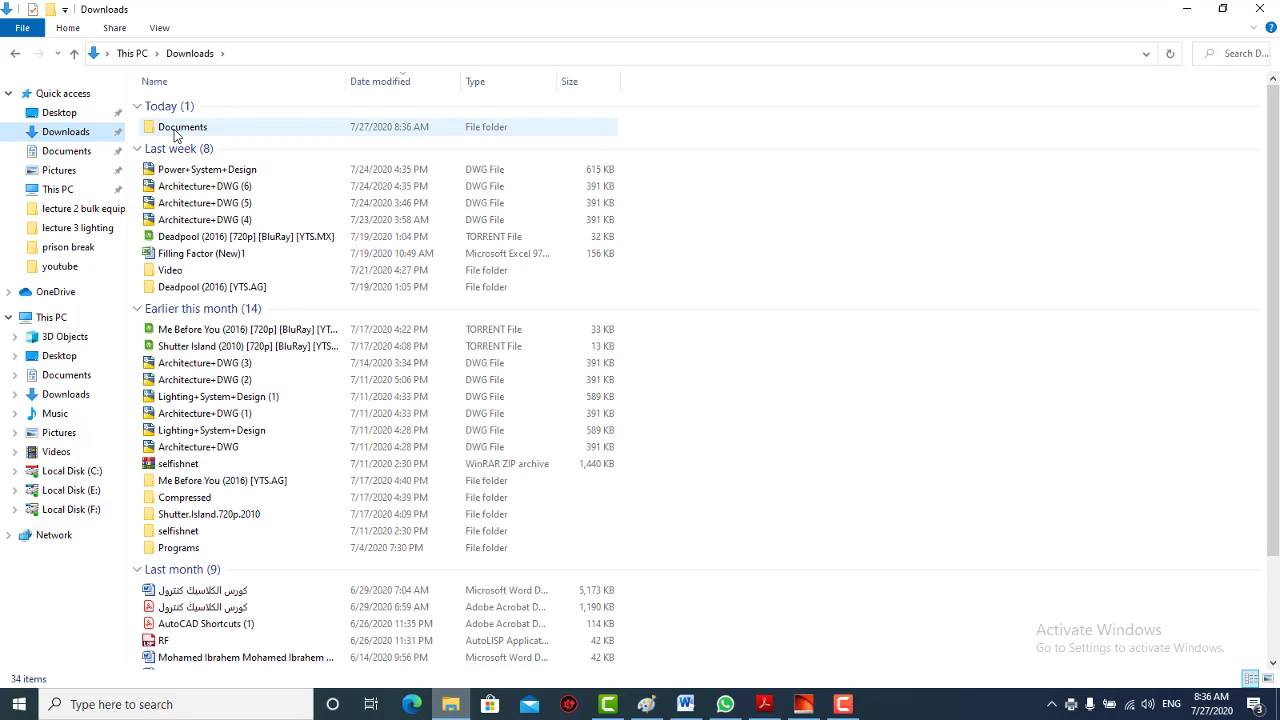 Downloads
File
Home
Share
View
This PC
Downloads
Search D...
Name
Date modified
Type
Size
Quick access
Desktop
Downloads
Documents
Pictures
This PC
lecture 2 bulk equip
lecture 3 lighting
prison break
youtube
OneDrive
This PC
3D Objects
Desktop
Documents
Downloads
Music
Pictures
Videos
Local Disk (C:)
Local Disk (E:)
Local Disk (F:)
Network
Today (1)
Documents 7/27/2020 8:36 AM File folder
Last week (8)
Power+System+Design 7/24/2020 4:35 PM DWG File 615 KB
Architecture+DWG (6) 7/24/2020 4:35 PM DWG File 391 KB
Architecture+DWG (5) 7/24/2020 3:46 PM DWG File 391 KB
Architecture+DWG (4) 7/23/2020 3:58 AM DWG File 391 KB
Deadpool (2016) [720p] [BluRay] [YTS.MX] 7/19/2020 1:04 PM TORRENT File 32 KB
Filling Factor (New)1 7/19/2020 10:49 AM Microsoft Excel 97... 156 KB
Video 7/21/2020 4:27 PM File folder
Deadpool (2016) [YTS.AG] 7/19/2020 1:05 PM File folder
Earlier this month (14)
Me Before You (2016) [720p] [BluRay] [YT... 7/17/2020 4:22 PM TORRENT File 33 KB
Shutter Island (2010) [720p] [BluRay] [YTS... 7/17/2020 4:08 PM TORRENT File 13 KB
Architecture+DWG (3) 7/14/2020 3:34 PM DWG File 391 KB
Architecture+DWG (2) 7/11/2020 5:06 PM DWG File 391 KB
Lighting+System+Design (1) 7/11/2020 4:33 PM DWG File 589 KB
Architecture+DWG (1) 7/11/2020 4:33 PM DWG File 391 KB
Lighting+System+Design 7/11/2020 4:28 PM DWG File 589 KB
Architecture+DWG 7/11/2020 4:28 PM DWG File 391 KB
selfishnet 7/11/2020 2:30 PM WinRAR ZIP archive 1,440 KB
Me Before You (2016) [YTS.AG] 7/17/2020 4:40 PM File folder
Compressed 7/17/2020 4:39 PM File folder
Shutter.Island.720p.2010 7/17/2020 4:09 PM File folder
selfishnet 7/11/2020 2:30 PM File folder
Programs 7/4/2020 7:30 PM File folder
Last month (9)
كورس الكلاسيك كنترول 6/29/2020 7:04 AM Microsoft Word D... 5,173 KB
كورس الكلاسيك كنترول 6/29/2020 6:59 AM Adobe Acrobat D... 1,190 KB
AutoCAD Shortcuts (1) 6/26/2020 11:35 PM Adobe Acrobat D... 114 KB
RF 6/26/2020 11:31 PM AutoLISP Applicat... 42 KB
Mohamed Ibrahem Mohamed Ibrahem ... 6/14/2020 9:56 PM Microsoft Word D... 42 KB
Activate Windows
Go to Settings to activate Windows.
34 items
Type here to search
ENG
8:36 AM
7/27/2020
3